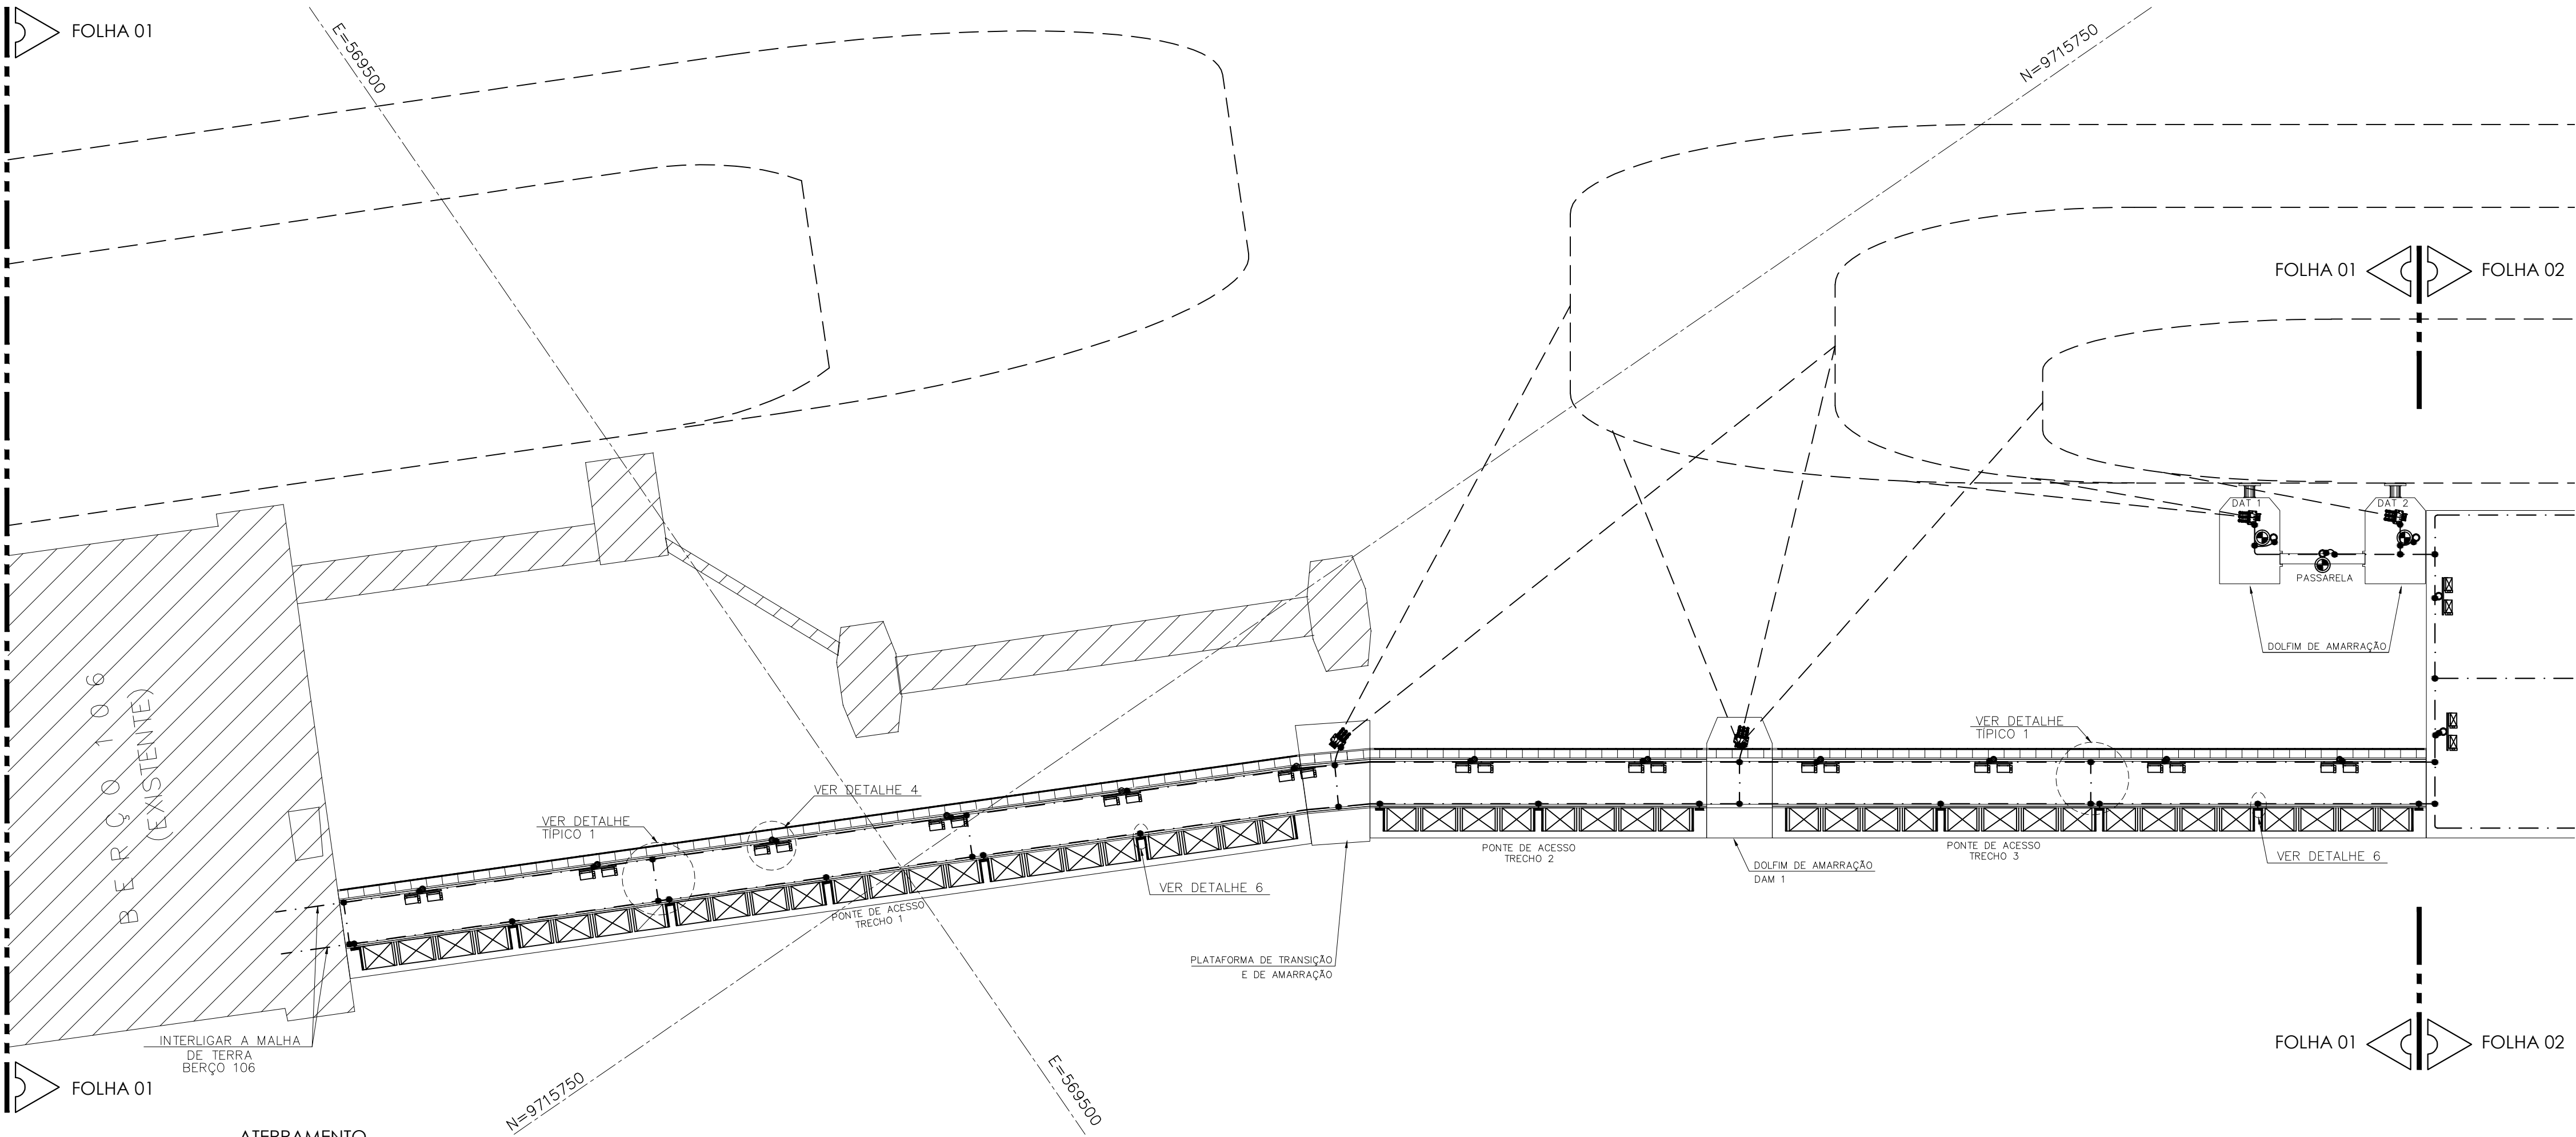 FOLHA 01
E=569500
N=9715750
FOLHA 01
FOLHA 02
DAT 1
DAT 2
PASSARELA
DOLFIM DE AMARRAÇÃO
BERÇO 106
(EXISTENTE)
VER DETALHE
TÍPICO 1
VER DETALHE 4
VER DETALHE
TÍPICO 1
PONTE DE ACESSO
TRECHO 2
PONTE DE ACESSO
TRECHO 3
VER DETALHE 6
DOLFIM DE AMARRAÇÃO
DAM 1
VER DETALHE 6
PONTE DE ACESSO
TRECHO 1
PLATAFORMA DE TRANSIÇÃO
E DE AMARRAÇÃO
INTERLIGAR A MALHA
DE TERRA
BERÇO 106
FOLHA 01
FOLHA 02
FOLHA 01
N=9715750
E=569500
ATERRAMENTO